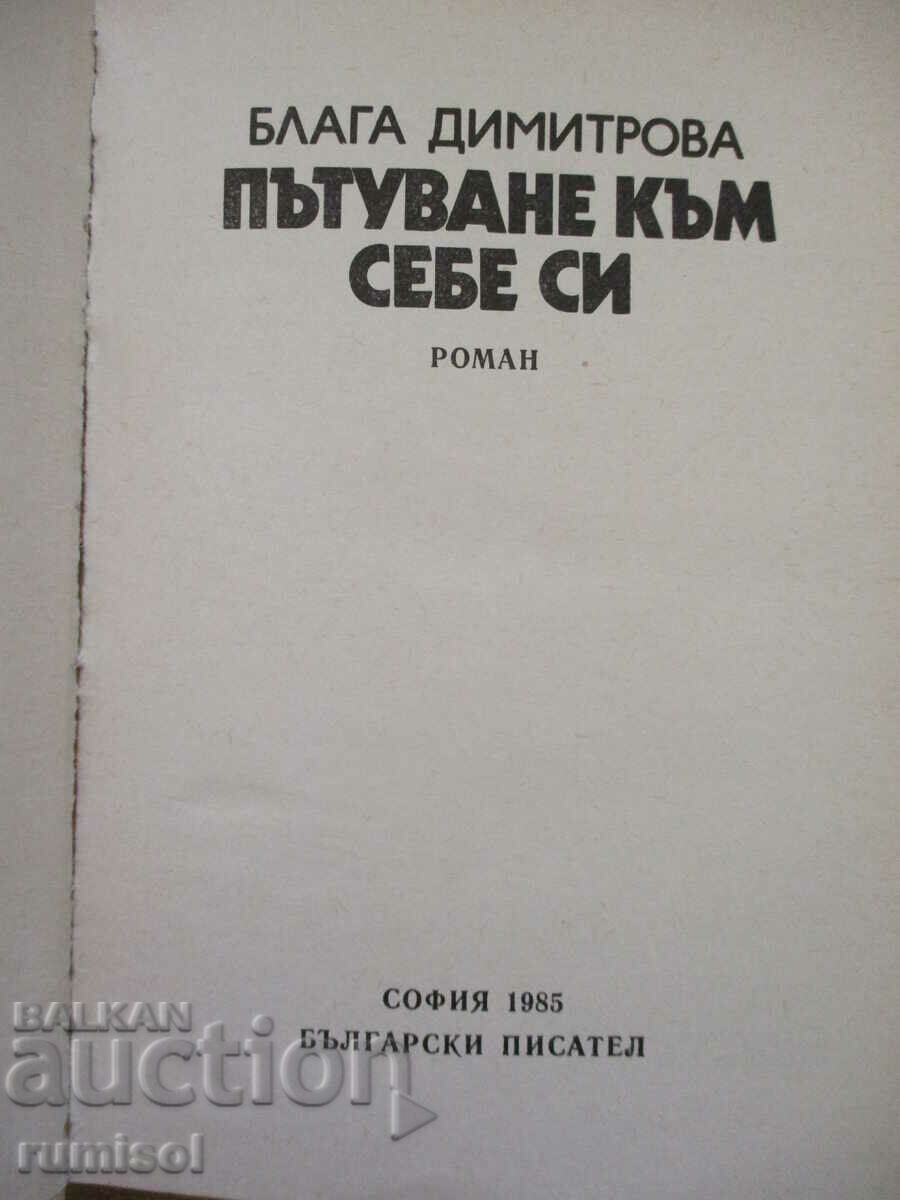 БЛАГА ДИМИТРОВА
ПЪТУВАНЕ КЪМ
СЕБЕ СИ
РОМАН
СОФИЯ 1985
БЪЛГАРСКИ ПИСАТЕЛ
BALKAN
auction
rumisol